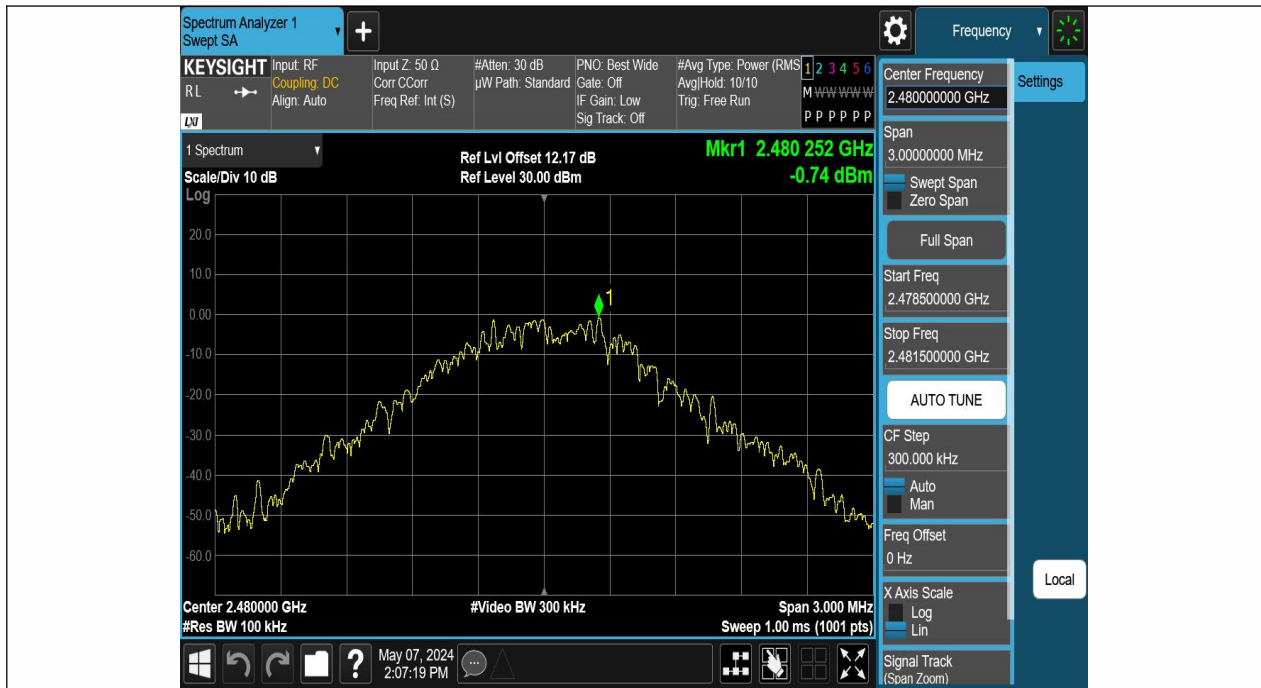 Spectrum Analyzer 1
Swept SA
+
Frequency
KEYSIGHT
RL
LXI
Input: RF
Coupling: DC
Align: Auto
Input Z: 50 Ω
Corr CCorr
Freq Ref: Int (S)
#Atten: 30 dB
µW Path: Standard
PNO: Best Wide
Gate: Off
IF Gain: Low
Sig Track: Off
#Avg Type: Power (RMS
Avg|Hold: 10/10
Trig: Free Run
1 2 3 4 5 6
M W W W W W
P P P P P P
1 Spectrum
Scale/Div 10 dB
Log
Ref Lvl Offset 12.17 dB
Ref Level 30.00 dBm
Mkr1 2.480 252 GHz
-0.74 dBm
20.0
10.0
0.00
-10.0
-20.0
-30.0
-40.0
-50.0
-60.0
1
Center 2.480000 GHz
#Res BW 100 kHz
#Video BW 300 kHz
Span 3.000 MHz
Sweep 1.00 ms (1001 pts)
?
May 07, 2024
2:07:19 PM
Center Frequency
2.480000000 GHz
Settings
Span
3.00000000 MHz
Swept Span
Zero Span
Full Span
Start Freq
2.478500000 GHz
Stop Freq
2.481500000 GHz
AUTO TUNE
CF Step
300.000 kHz
Auto
Man
Freq Offset
0 Hz
X Axis Scale
Log
Lin
Local
Signal Track
(Span Zoom)